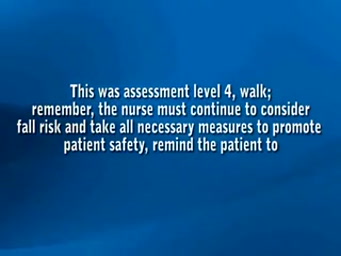 This was assessment level 4, walk;
remember, the nurse must continue to consider
fall risk and take all necessary measures to promote
patient safety, remind the patient to